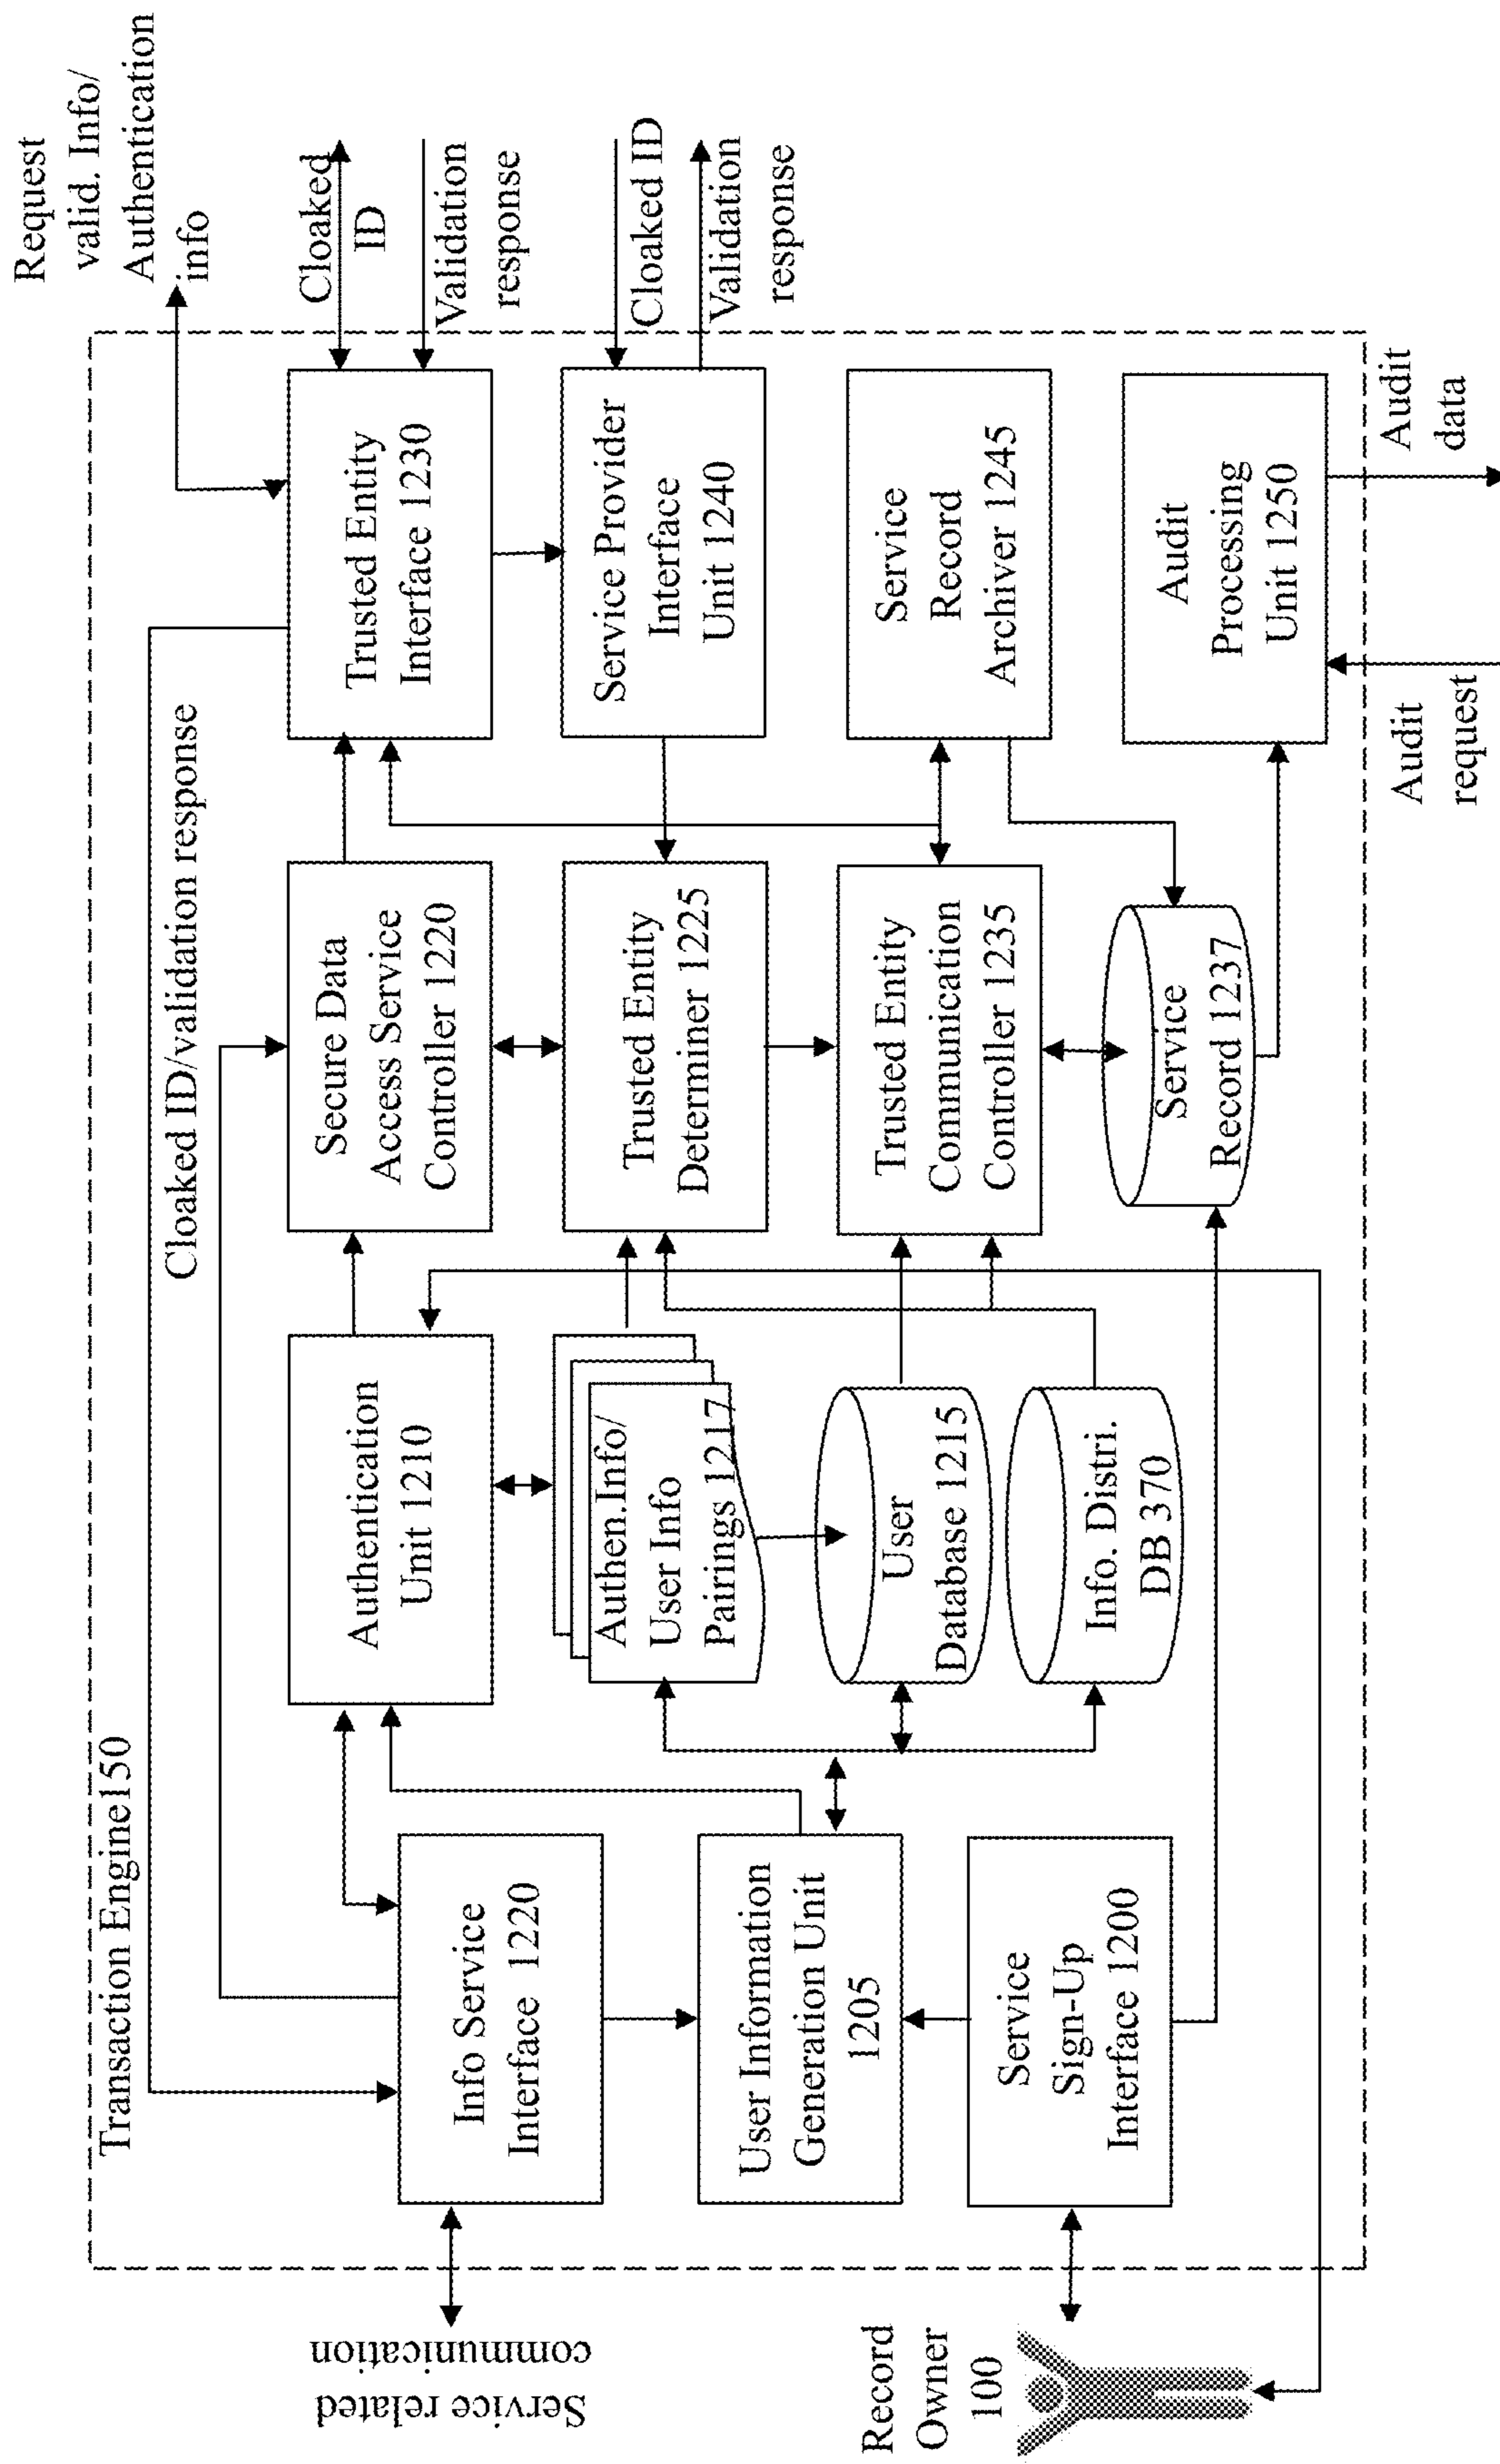 Request
valid. Info/
Authentication
info
Cloaked
ID
Validation
response
Cloaked ID
Validation
response
Transaction Engine150
Cloaked ID/validation response
Service related
communication
Info Service
Interface 1220
Authentication
Unit 1210
Secure Data
Access Service
Controller 1220
Trusted Entity
Interface 1230
User Information
Generation Unit
1205
Authen.Info/
User Info
Pairings 1217
Trusted Entity
Determiner 1225
Service Provider
Interface
Unit 1240
Record
Owner
100
Service
Sign-Up
Interface 1200
User
Database 1215
Info. Distri.
DB 370
Trusted Entity
Communication
Controller 1235
Service
Record
Archiver 1245
Service
Record 1237
Audit
Processing
Unit 1250
Audit
request
Audit
data